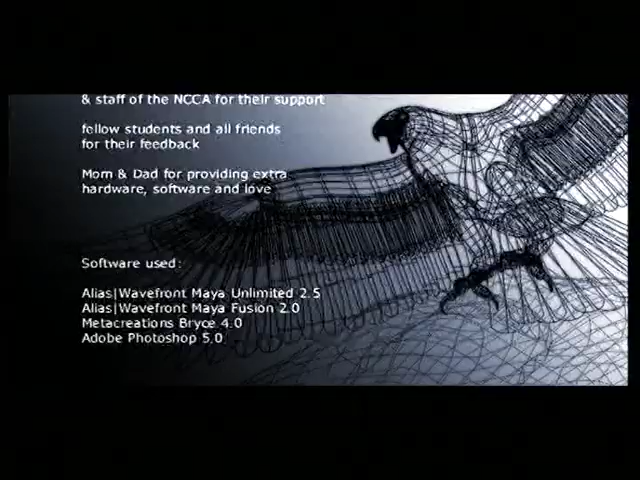 & staff of the NCCA for their support
fellow students and all friends
for their feedback
Mom & Dad for providing extra
hardware, software and love
Software used:
Alias|Wavefront Maya Unlimited 2.5
Alias|Wavefront Maya Fusion 2.0
Metacreations Bryce 4.0
Adobe Photoshop 5.0